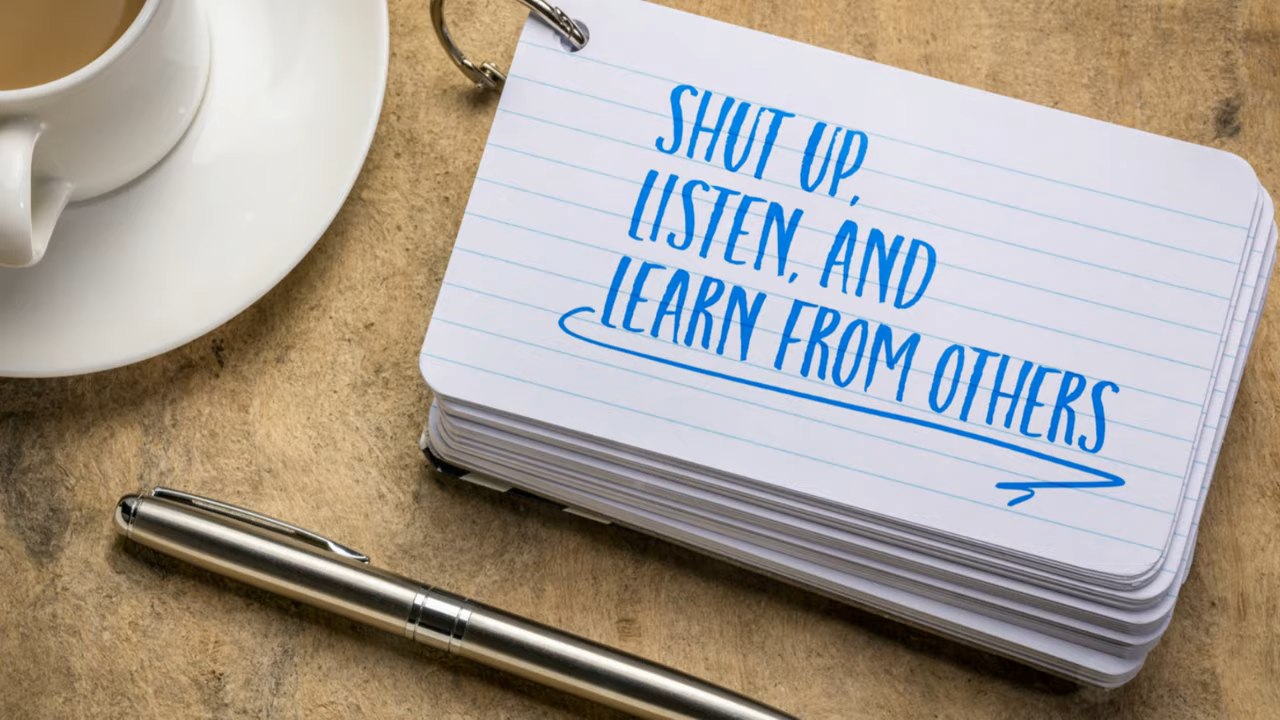 SHUT UP,
LISTEN, AND
LEARN FROM OTHERS